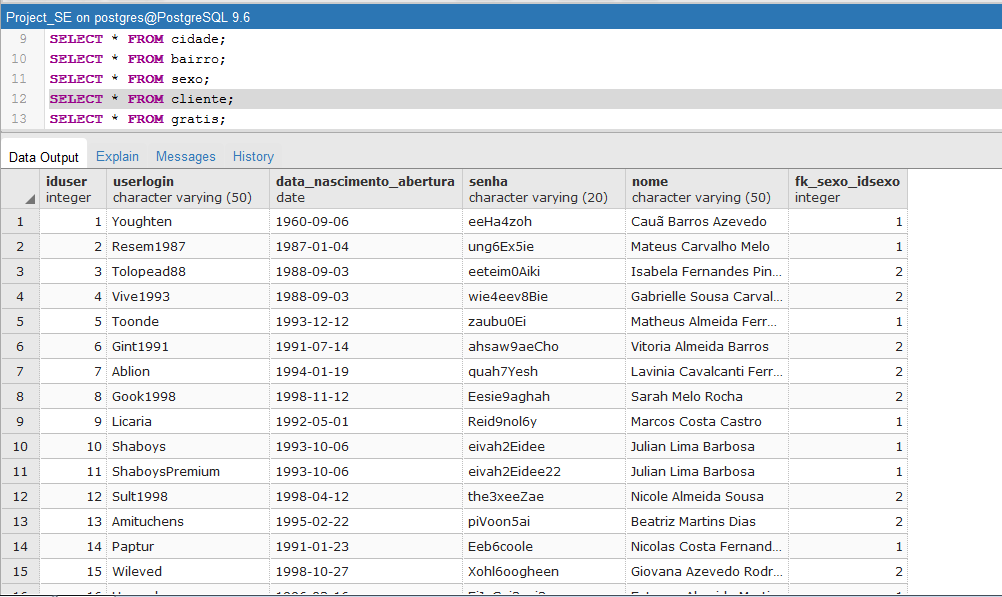 Project_SE on postgres@PostgreSQL 9.6
9 SELECT * FROM cidade;
10 SELECT * FROM bairro;
11 SELECT * FROM sexo;
12 SELECT * FROM cliente;
13 SELECT * FROM gratis;
Data Output Explain Messages History
iduser userlogin data_nascimento_abertura senha nome fk_sexo_idsexo
integer character varying (50) date character varying (20) character varying (50) integer
1 1 Youghten 1960-09-06 eeHa4zoh Cauã Barros Azevedo 1
2 2 Resem1987 1987-01-04 ung6Ex5ie Mateus Carvalho Melo 1
3 3 Tolopead88 1988-09-03 eeteim0Aiki Isabela Fernandes Pin... 2
4 4 Vive1993 1988-09-03 wie4eev8Bie Gabrielle Sousa Carval... 2
5 5 Toonde 1993-12-12 zaubu0Ei Matheus Almeida Ferr... 1
6 6 Gint1991 1991-07-14 ahsaw9aeCho Vitoria Almeida Barros 2
7 7 Ablion 1994-01-19 quah7Yesh Lavinia Cavalcanti Ferr... 2
8 8 Gook1998 1998-11-12 Eesie9aghah Sarah Melo Rocha 2
9 9 Licaria 1992-05-01 Reid9nol6y Marcos Costa Castro 1
10 10 Shaboys 1993-10-06 eivah2Eidee Julian Lima Barbosa 1
11 11 ShaboysPremium 1993-10-06 eivah2Eidee22 Julian Lima Barbosa 1
12 12 Sult1998 1998-04-12 the3xeeZae Nicole Almeida Sousa 2
13 13 Amituchens 1995-02-22 piVoon5ai Beatriz Martins Dias 2
14 14 Paptur 1991-01-23 Eeb6coole Nicolas Costa Fernand... 1
15 15 Wileved 1998-10-27 Xohl6oogheen Giovana Azevedo Rodr... 2